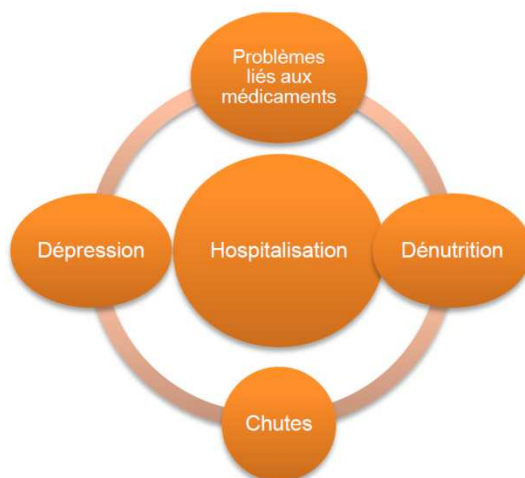 Problèmes
liés aux
médicaments
Dépression
Hospitalisation
Dénutrition
Chutes